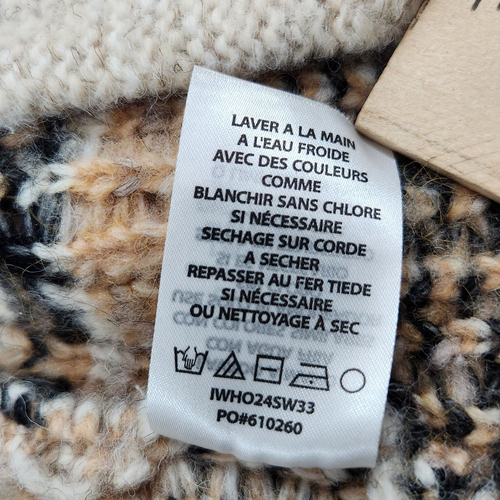 LAVER A LA MAIN
A L'EAU FROIDE
AVEC DES COULEURS
COMME
BLANCHIR SANS CHLORE
SI NÉCESSAIRE
SECHAGE SUR CORDE
A SECHER
REPASSER AU FER TIEDE
SI NÉCESSAIRE
OU NETTOYAGE À SEC
IWHO24SW33
PO#610260